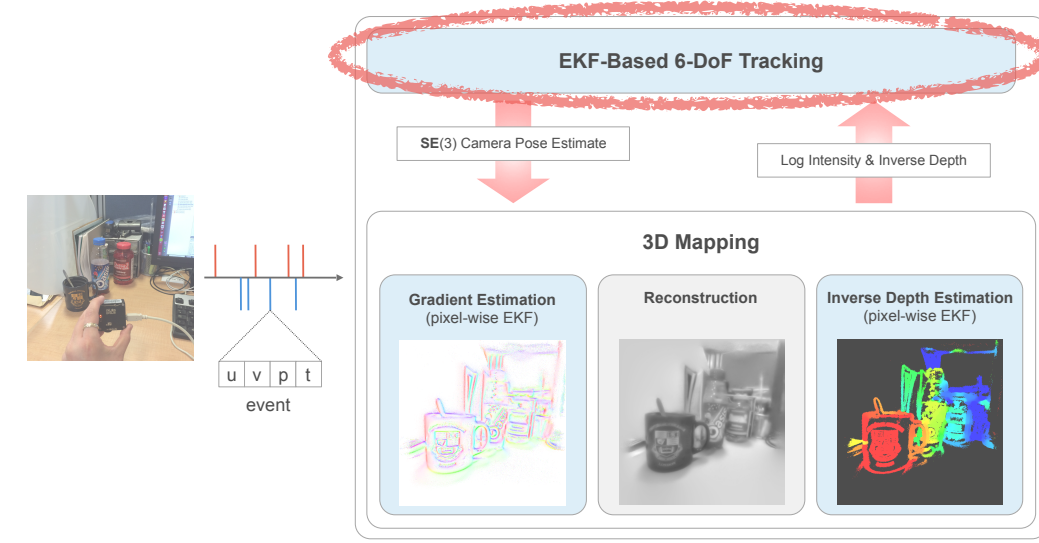 EKF-Based 6-DoF Tracking
SE(3) Camera Pose Estimate
Log Intensity & Inverse Depth
3D Mapping
Gradient Estimation
(pixel-wise EKF)
Reconstruction
Inverse Depth Estimation
(pixel-wise EKF)
u v p t
event